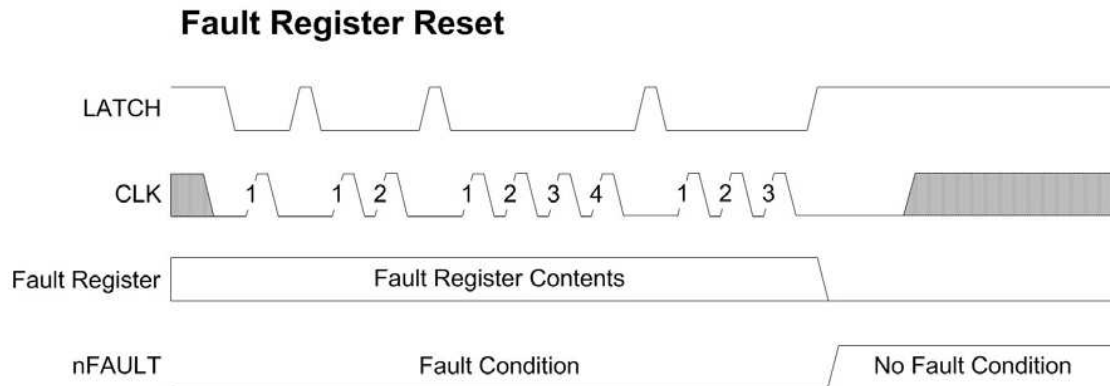 Fault Register Reset
LATCH
CLK 1 1 2 1 2 3 4 1 2 3
Fault Register Fault Register Contents
nFAULT Fault Condition No Fault Condition